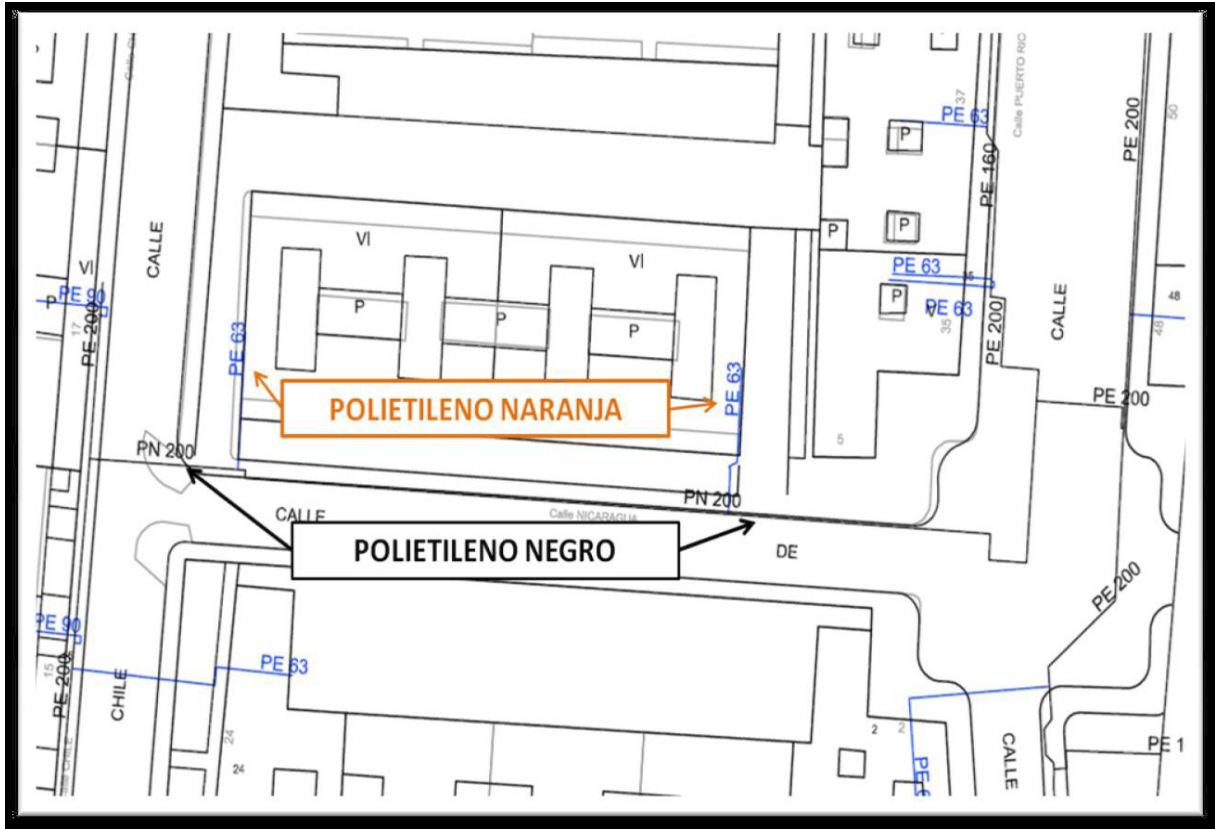 Calle PUERTO RIC
37
PE 63
P
50
PE 200
PE 160
CALLE
VI
VI
P
P
VI
PE 63
35
P
PE 63
V
35
CALLE
48
48
P
PE 90
17
PE 200
P
P
P
PE 200
PE 63
PE 63
POLIETILENO NARANJA
PE 200
5
PN 200
PN 200
CALLE
Calle NICARAGUA
POLIETILENO NEGRO
DE
PE 200
PE 90
15
PE 200
CHILE
PE 63
24
24
2
2
CALLE
PE 1